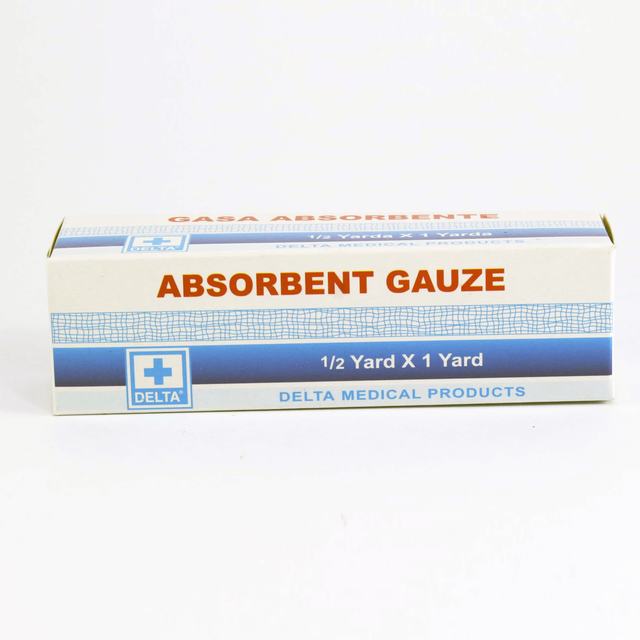 GASA ABSORBENTE
1/2 Yarda X 1 Yarda
DELTA
DELTA MEDICAL PRODUCTS
ABSORBENT GAUZE
1/2 Yard X 1 Yard
DELTA®
DELTA MEDICAL PRODUCTS